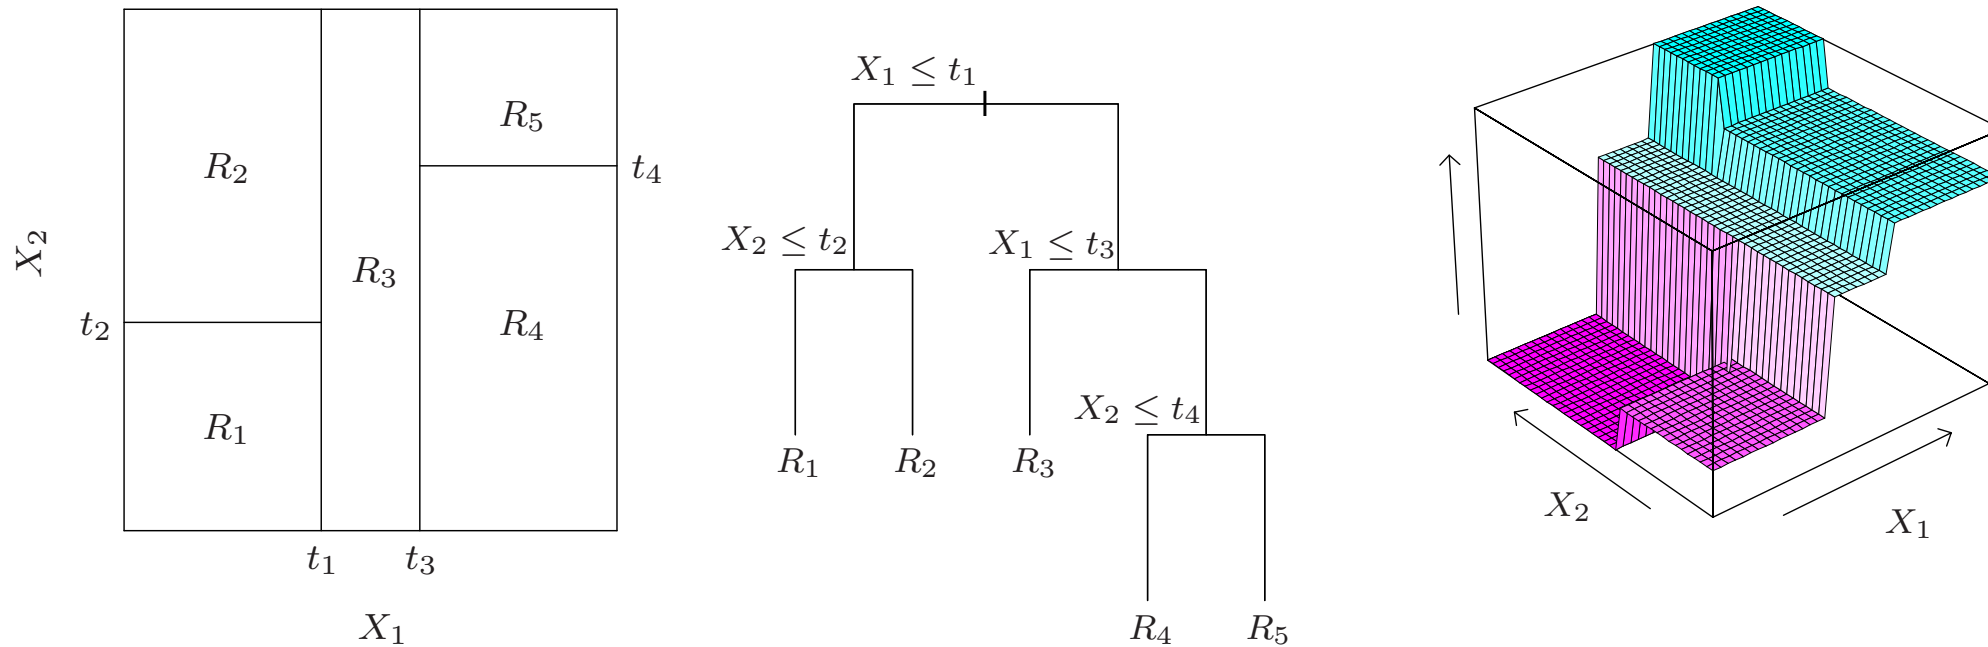 R₅
R₂
t₄
X₂
R₃
t₂
R₄
R₁
t₁
t₃
X₁
X₁ ≤ t₁
X₂ ≤ t₂
X₁ ≤ t₃
X₂ ≤ t₄
R₁
R₂
R₃
R₄
R₅
X₂
X₁